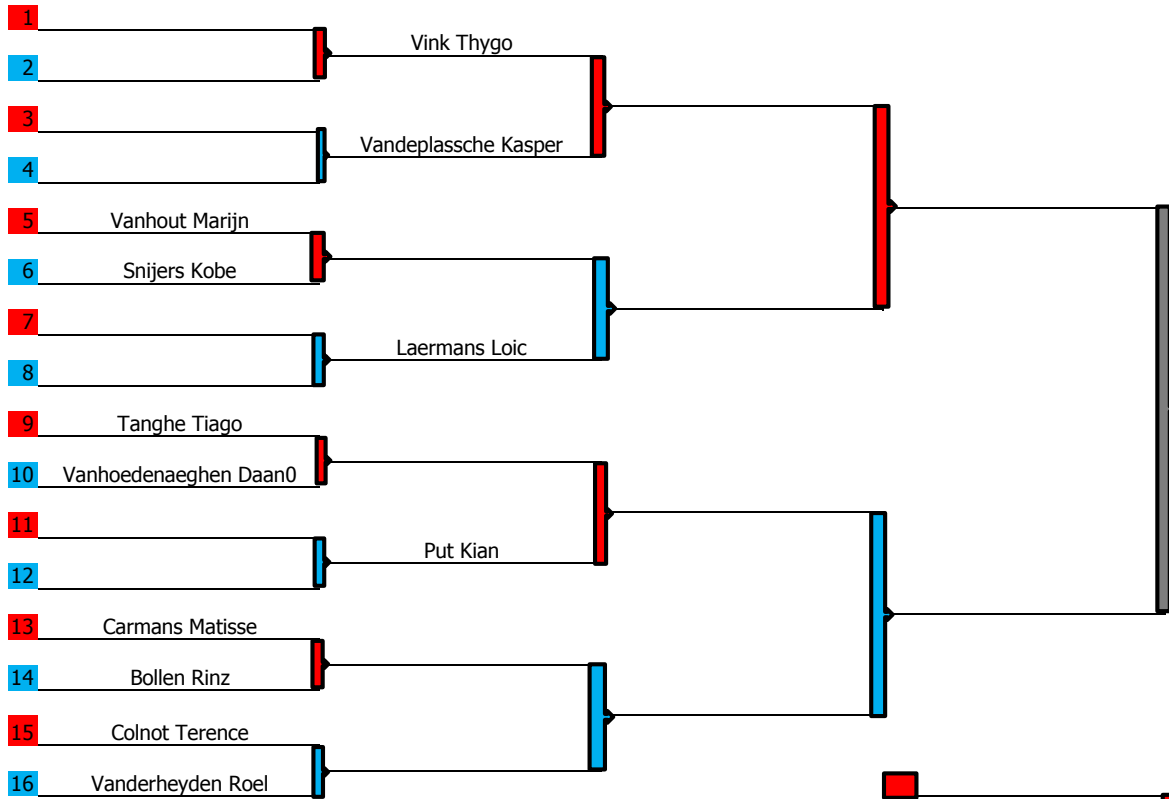 1
Vink Thygo
2
3
Vandeplassche Kasper
4
5 Vanhout Marijn
6 Snijers Kobe
7
Laermans Loic
8
9 Tanghe Tiago
10 Vanhoedenaeghen Daan0
11
Put Kian
12
13 Carmans Matisse
14 Bollen Rinz
15 Colnot Terence
16 Vanderheyden Roel